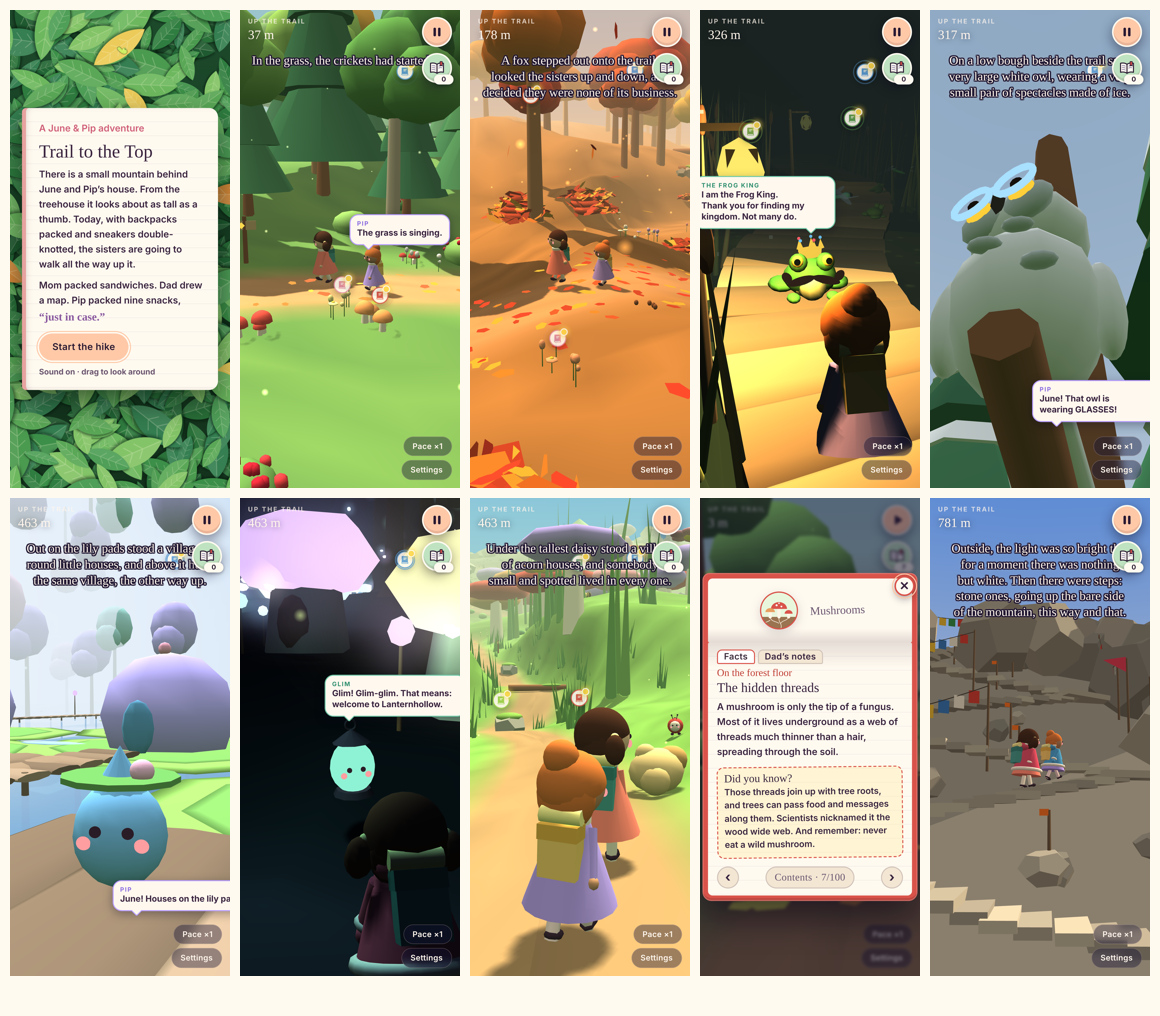 A June & Pip adventure
Trail to the Top
There is a small mountain behind
June and Pip's house. From the
treehouse it looks about as tall as a
thumb. Today, with backpacks
packed and sneakers double-
knotted, the sisters are going to
walk all the way up it.
Mom packed sandwiches. Dad drew
a map. Pip packed nine snacks,
“just in case.”
Start the hike
Sound on · drag to look around
UP THE TRAIL
37 m
In the grass, the crickets had
0
PIP
The grass is singing.
Pace ×1
Settings
UP THE TRAIL
178 m
A fox stepped out onto the
looked the sisters up and down,
decided they were none of its business.
0
Pace ×1
Settings
UP THE TRAIL
326 m
0
THE FROG KING
I am the Frog King.
Thank you for finding my
kingdom. Not many do.
Pace ×1
Settings
UP THE TRAIL
317 m
On a low bough beside the trail
very large white owl, wearing a
small pair of spectacles made of ice.
0
PIP
June! That owl is
wearing GLASSES!
Pace ×1
Settings
UP THE TRAIL
463 m
Out on the lily pads stood a
round little houses, and above it
the same village, the other way up.
0
PIP
June! Houses on the lily
Pace ×1
Settings
UP THE TRAIL
463 m
0
GLIM
Glim! Glim-glim. That means:
welcome to Lanternhollow.
Pace ×1
Settings
UP THE TRAIL
463 m
Under the tallest daisy stood a
of acorn houses, and somebody
small and spotted lived in every one.
0
Pace ×1
Settings
UP THE TRAIL
3 m
Mushrooms
Facts
Dad's notes
On the forest floor
The hidden threads
A mushroom is only the tip of a fungus.
Most of it lives underground as a web of
threads much thinner than a hair,
spreading through the soil.
Did you know?
Those threads join up with tree roots,
and trees can pass food and messages
along them. Scientists nicknamed it the
wood wide web. And remember: never
eat a wild mushroom.
Contents · 7/100
Pace ×1
Settings
UP THE TRAIL
781 m
Outside, the light was so bright
for a moment there was nothing
but white. Then there were steps:
stone ones, going up the bare side
of the mountain, this way and that.
0
Pace ×1
Settings